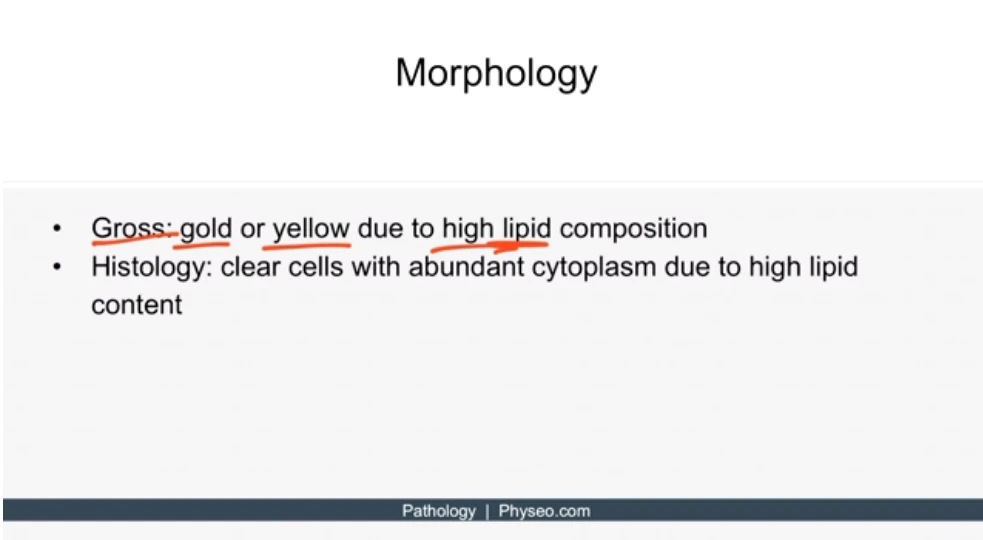 Morphology
• Gross: gold or yellow due to high lipid composition
• Histology: clear cells with abundant cytoplasm due to high lipid
content
Pathology | Physeo.com